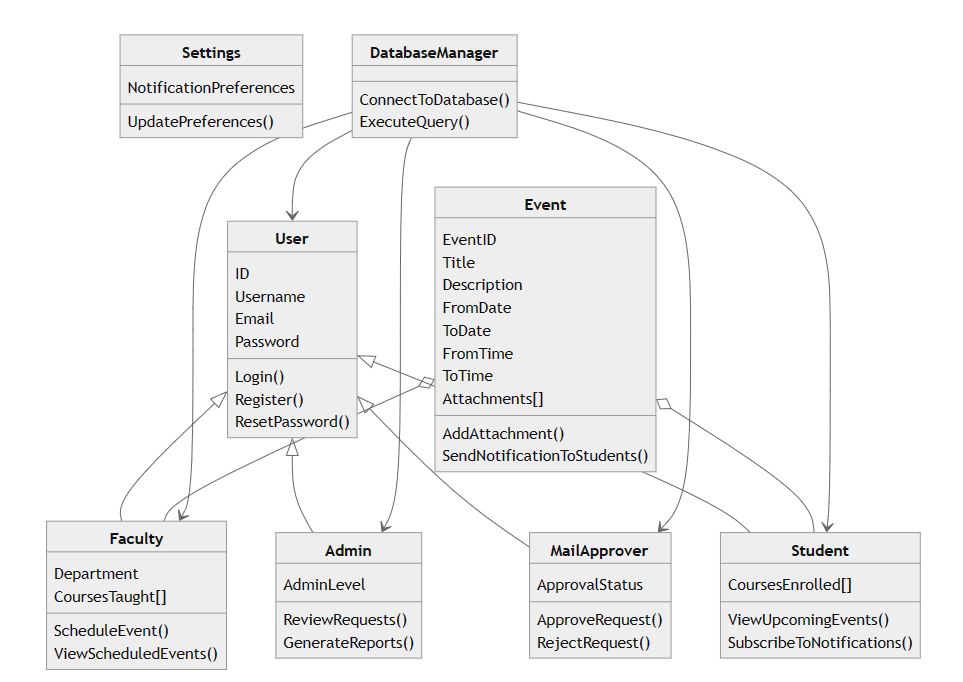 Settings
NotificationPreferences
UpdatePreferences()
DatabaseManager
ConnectToDatabase()
ExecuteQuery()
User
ID
Username
Email
Password
Login()
Register()
ResetPassword()
Event
EventID
Title
Description
FromDate
ToDate
FromTime
ToTime
Attachments[]
AddAttachment()
SendNotificationToStudents()
Faculty
Department
CoursesTaught[]
ScheduleEvent()
ViewScheduledEvents()
Admin
AdminLevel
ReviewRequests()
GenerateReports()
MailApprover
ApprovalStatus
ApproveRequest()
RejectRequest()
Student
CoursesEnrolled[]
ViewUpcomingEvents()
SubscribeToNotifications()